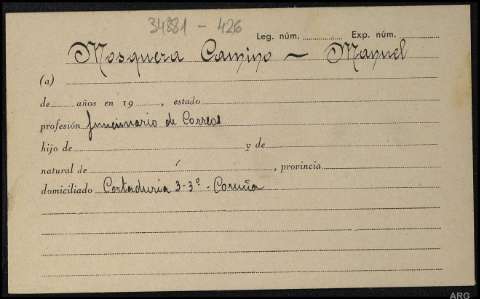 34881 - 426
Leg. núm. Exp. núm.
Mosquera Camino - Manuel
(a)
de años en 19 , estado
profesión funcionario de Correos
hijo de y de
natural de , provincia
domiciliado Cortaduría 3-3º - Coruña
ARG